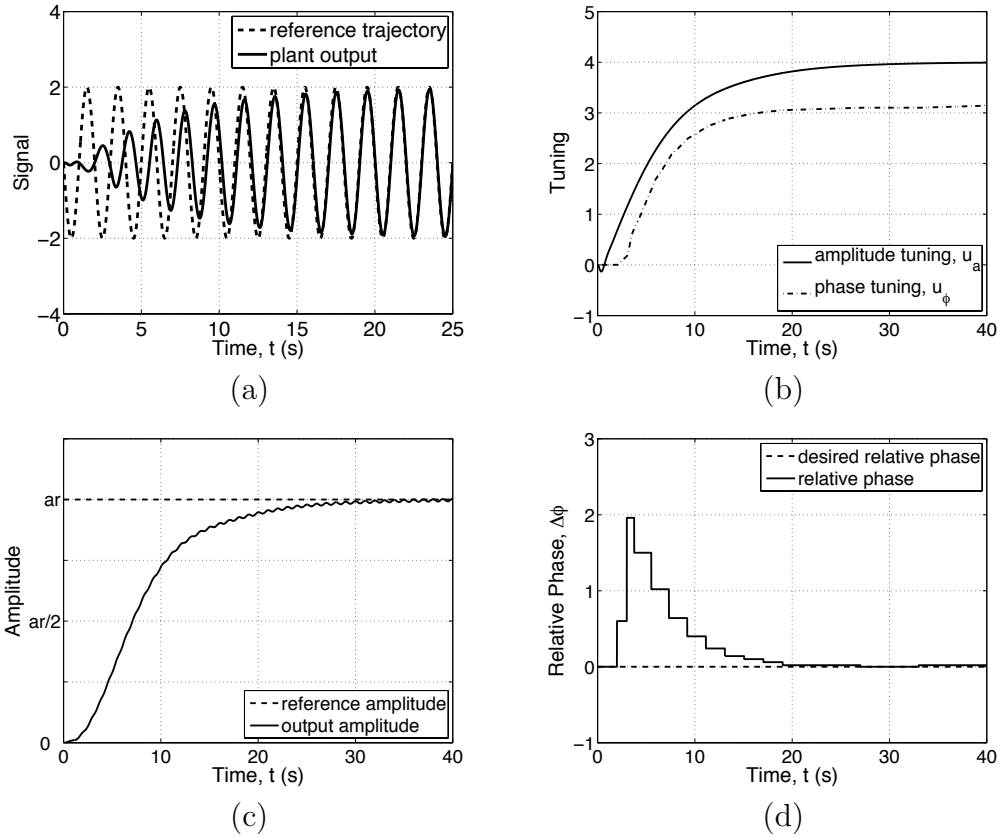 4
2
0
−2
−4
Signal
reference trajectory
plant output
0 5 10 15 20 25
Time, t (s)
(a)
5
4
3
2
1
0
−1
Tuning
amplitude tuning, u_a
phase tuning, u_ϕ
0 10 20 30 40
Time, t (s)
(b)
ar
ar/2
0
Amplitude
reference amplitude
output amplitude
0 10 20 30 40
Time, t (s)
(c)
3
2
1
0
−1
Relative Phase, Δϕ
desired relative phase
relative phase
0 10 20 30 40
Time, t (s)
(d)